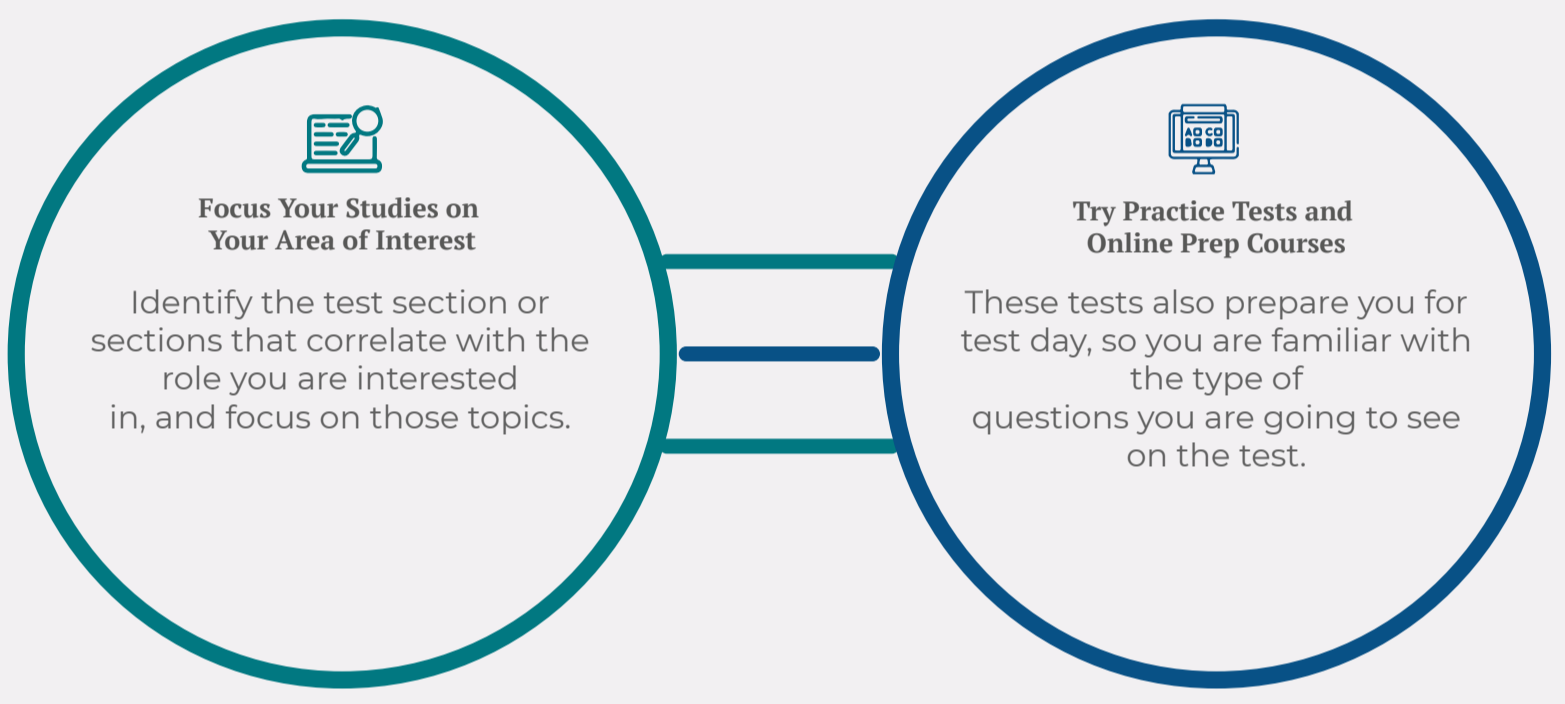 Focus Your Studies on
Your Area of Interest
Identify the test section or
sections that correlate with the
role you are interested
in, and focus on those topics.
Try Practice Tests and
Online Prep Courses
These tests also prepare you for
test day, so you are familiar with
the type of
questions you are going to see
on the test.